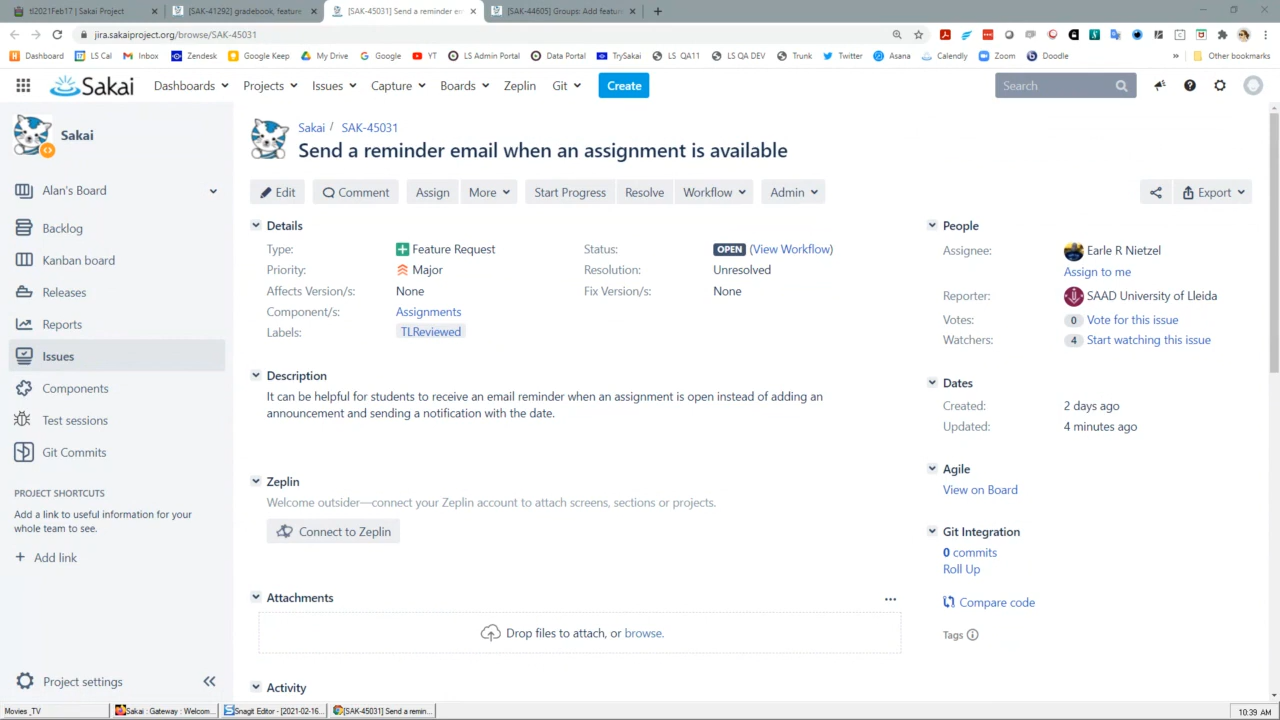 tl2021Feb17 | Sakai Project
[SAK-41292] gradebook, feature
[SAK-45031] Send a reminder em
[SAK-44605] Groups: Add featur
jira.sakaiproject.org/browse/SAK-45031
Dashboard
LS Cal
Inbox
Zendesk
Google Keep
My Drive
Google
YT
LS Admin Portal
Data Portal
TrySakai
LS QA11
LS QA DEV
Trunk
Twitter
Asana
Calendly
Zoom
Doodle
»
Other bookmarks
Sakai
Dashboards
Projects
Issues
Capture
Boards
Zeplin
Git
Create
Search
Sakai
Alan's Board
Backlog
Kanban board
Releases
Reports
Issues
Components
Test sessions
Git Commits
PROJECT SHORTCUTS
Add a link to useful information for your
whole team to see.
+ Add link
Project settings
Sakai / SAK-45031
Send a reminder email when an assignment is available
Edit
Comment
Assign
More
Start Progress
Resolve
Workflow
Admin
Export
Details
Type: Feature Request
Status: OPEN (View Workflow)
Priority: Major
Resolution: Unresolved
Affects Version/s: None
Fix Version/s: None
Component/s: Assignments
Labels: TLReviewed
Description
It can be helpful for students to receive an email reminder when an assignment is open instead of adding an
announcement and sending a notification with the date.
Zeplin
Welcome outsider—connect your Zeplin account to attach screens, sections or projects.
Connect to Zeplin
Attachments
Drop files to attach, or browse.
Activity
People
Assignee: Earle R Nietzel
Assign to me
Reporter: SAAD University of Lleida
Votes: 0 Vote for this issue
Watchers: 4 Start watching this issue
Dates
Created: 2 days ago
Updated: 4 minutes ago
Agile
View on Board
Git Integration
0 commits
Roll Up
Compare code
Tags
Movies _TV
Sakai : Gateway : Welcom...
Snagit Editor - [2021-02-16...
[SAK-45031] Send a remin...
10:39 AM